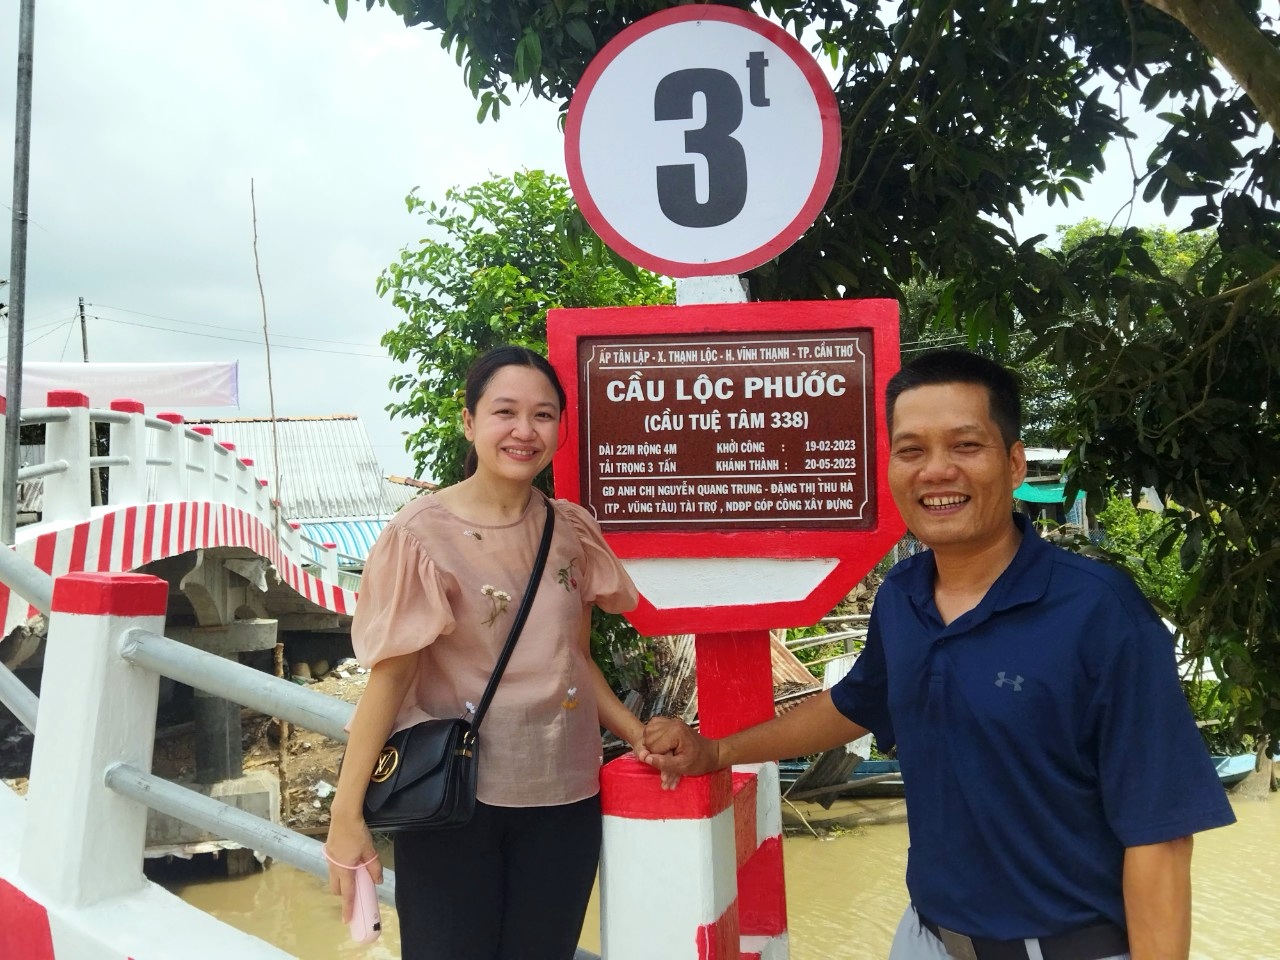 3t
ẤP TÂN LẬP - X. THẠNH LỘC - H. VĨNH THẠNH - TP. CẦN THƠ
CẦU LỘC PHƯỚC
(CẦU TUỆ TÂM 338)
DÀI 22M RỘNG 4M KHỞI CÔNG : 19-02-2023
TẢI TRỌNG 3 TẤN KHÁNH THÀNH : 20-05-2023
GĐ ANH CHỊ NGUYỄN QUANG TRUNG - ĐẶNG THỊ THU HÀ
(TP . VŨNG TÀU) TÀI TRỢ , NDĐP GÓP CÔNG XÂY DỰNG